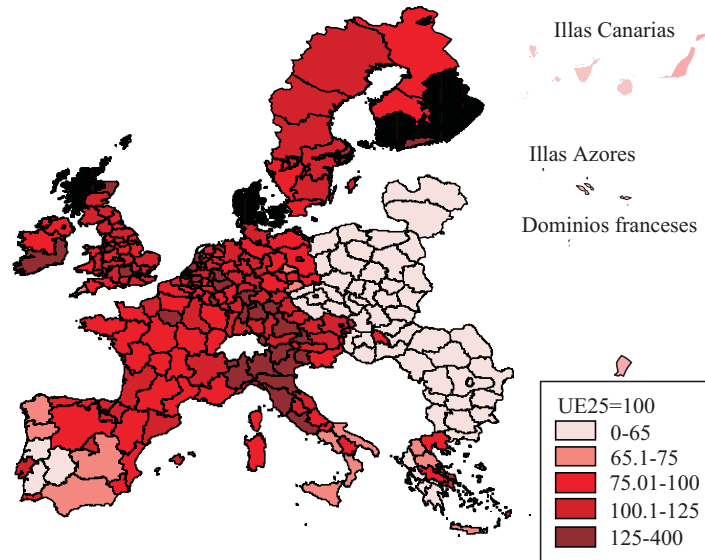 Illas Canarias
Illas Azores
Dominios franceses
UE25=100
0-65
65.1-75
75.01-100
100.1-125
125-400